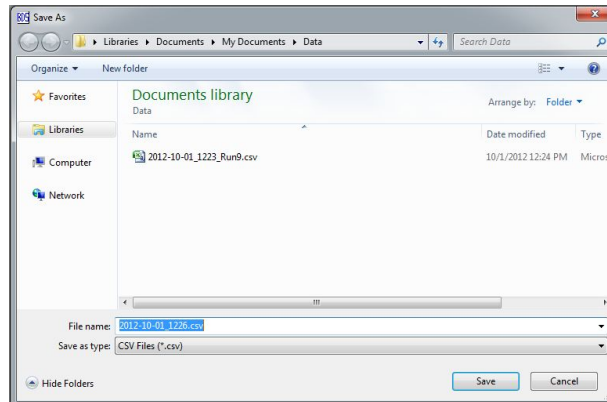 Save As
Libraries Documents My Documents Data Search Data
Organize New folder
Favorites
Libraries
Computer
Network
Documents library
Data
Arrange by: Folder
Name Date modified Type
2012-10-01_1223_Run9.csv 10/1/2012 12:24 PM Micros
File name: 2012-10-01_1226.csv
Save as type: CSV Files (*.csv)
Hide Folders Save Cancel